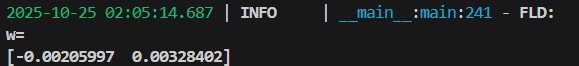 2025-10-25 02:05:14.687 | INFO     | __main__:main:241 - FLD:
w=
[-0.00205997  0.00328402]